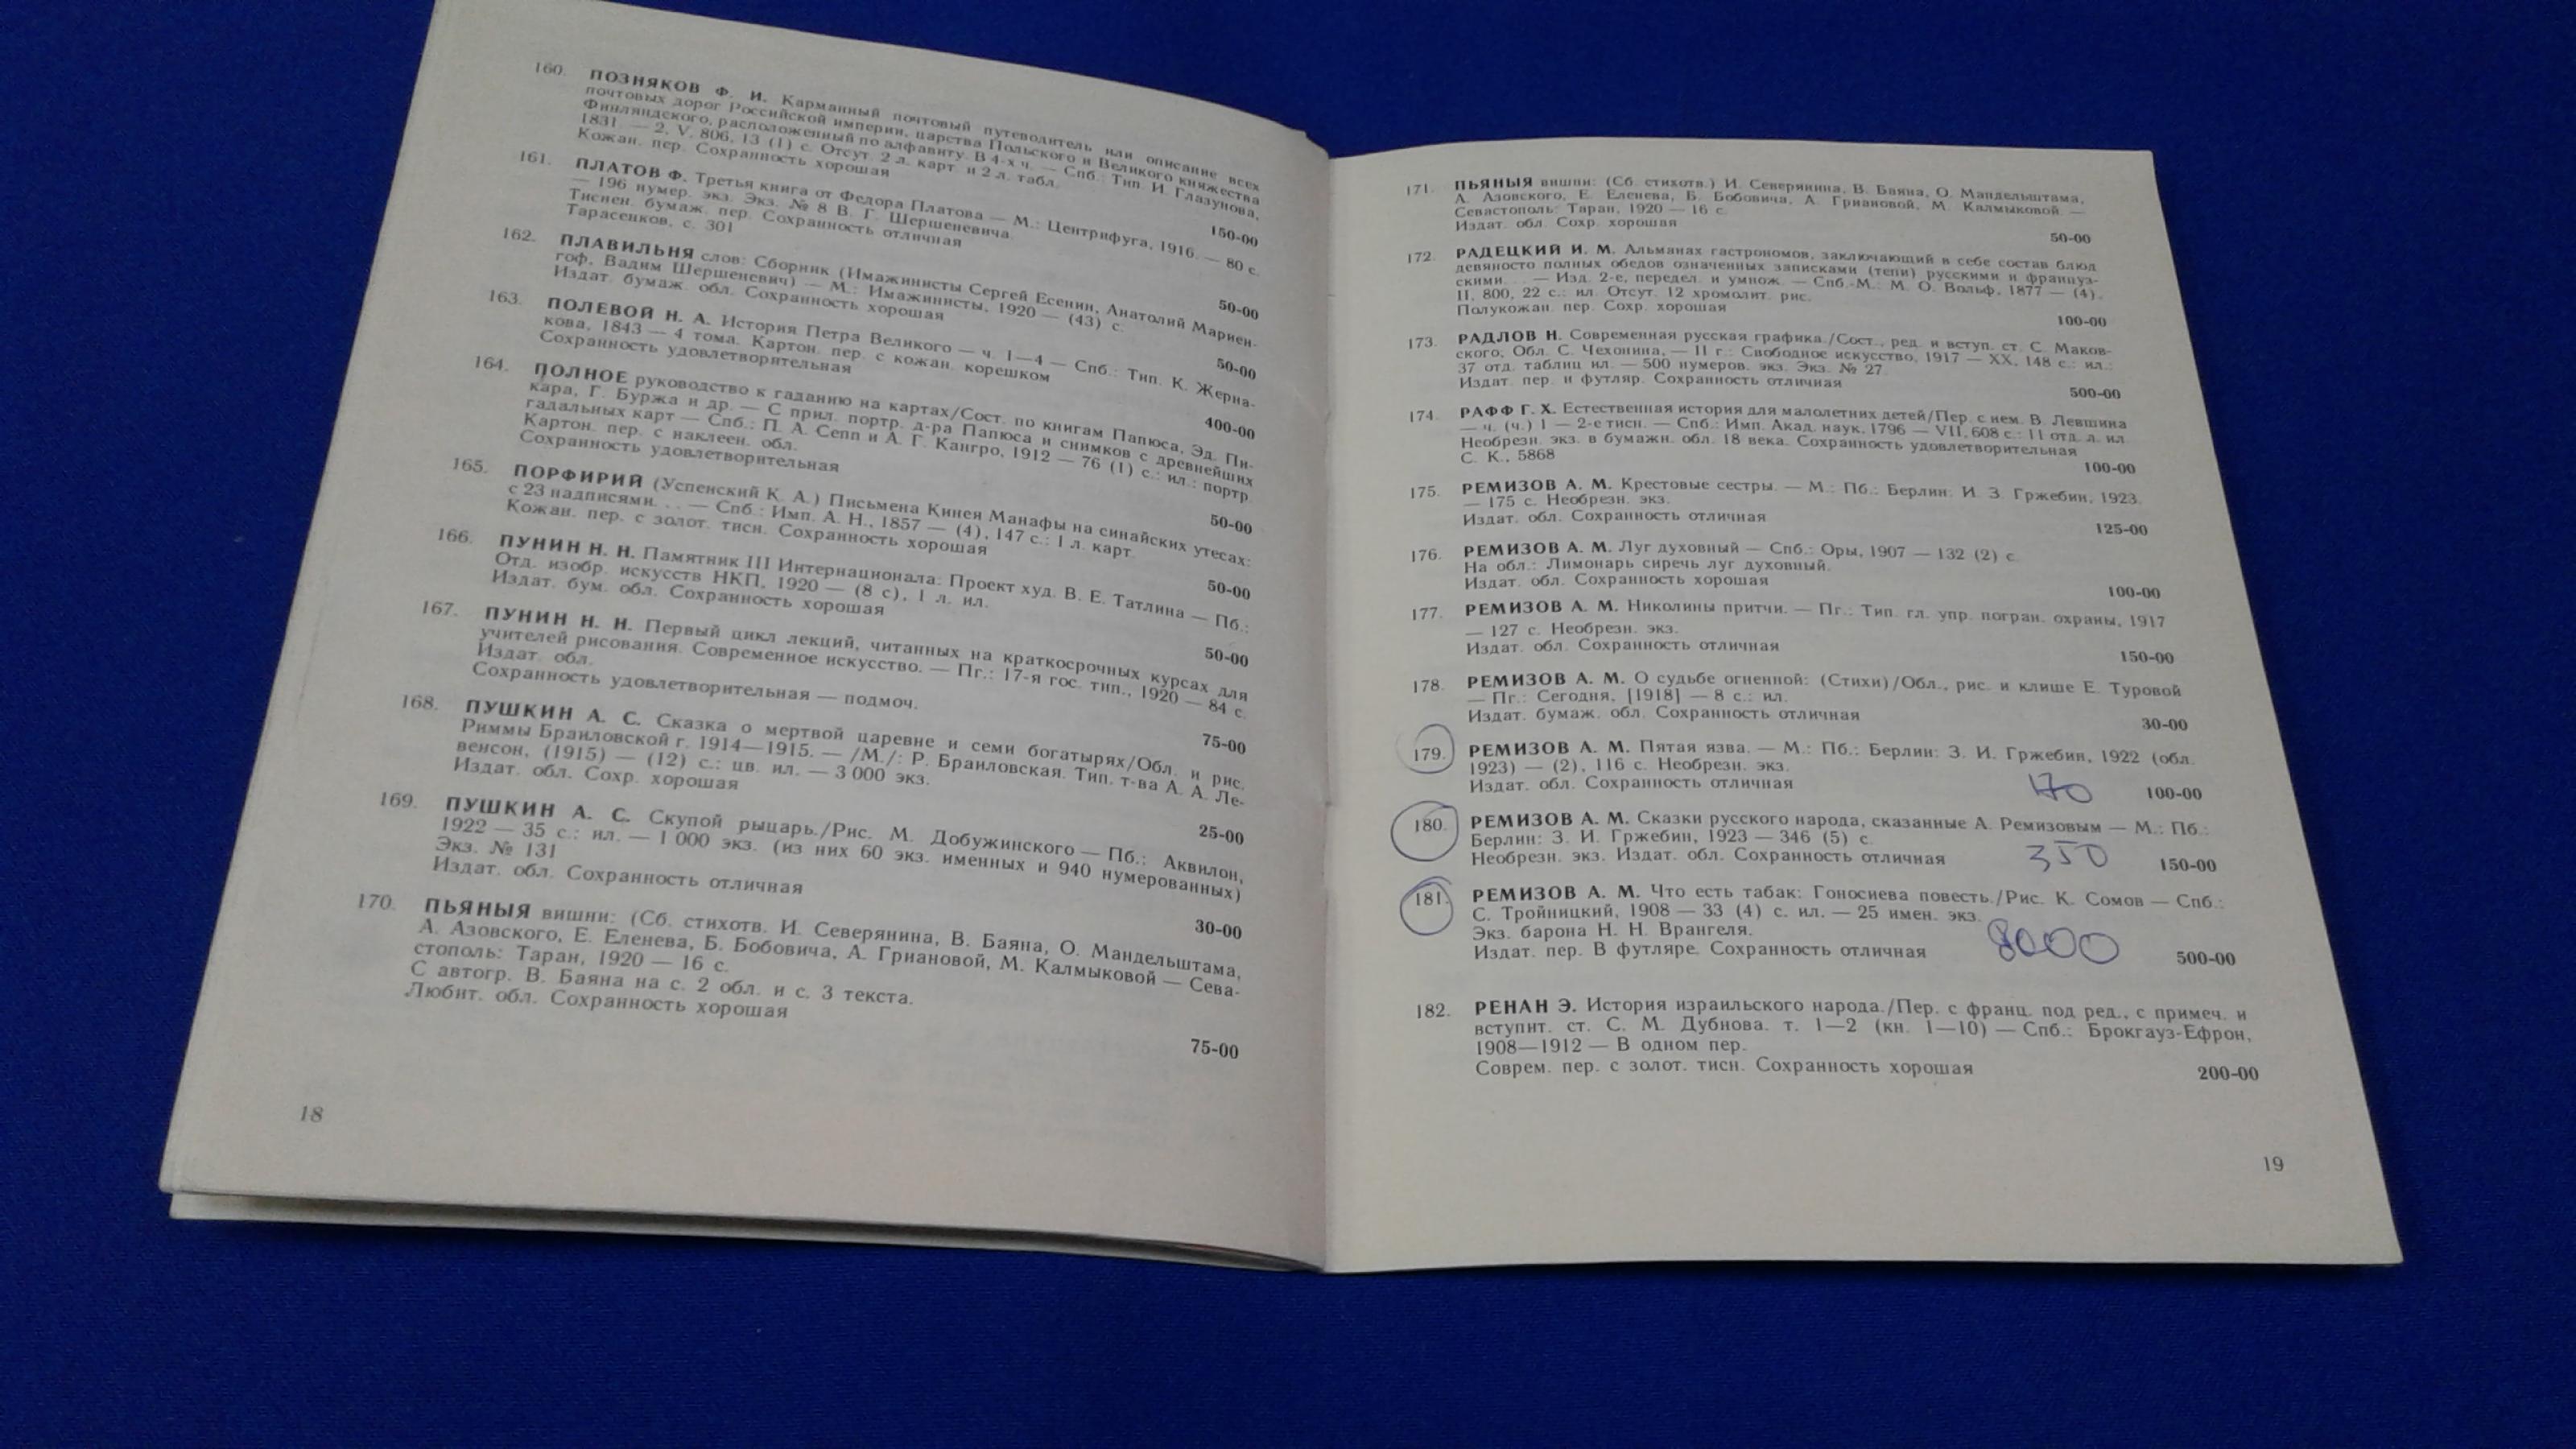 160. ПОЗНЯКОВ Ф. И. Карманный почтовый путеводитель или описание всех
почтовых дорог Российской империи, царства Польского и Великого княжества
Финляндского, расположенный по алфавиту. В 4-х ч. — Спб.: Тип. И. Глазунова,
1831. — 2, V, 806, 13 (1) с. Отсут. 2 л. карт. и 2 л. табл.
Кожан. пер. Сохранность хорошая
150-00
161. ПЛАТОВ Ф. Третья книга от Федора Платова — М.: Центрифуга, 1916. — 80 с.
— 196 нумер. экз. Экз. № 8 В. Г. Шершеневича.
Тиснен. бумаж. пер. Сохранность отличная
Тарасенков, с. 301
50-00
162. ПЛАВИЛЬНЯ слов: Сборник (Имажинисты Сергей Есенин, Анатолий Мариен-
гоф, Вадим Шершеневич) — М.: Имажинисты, 1920 — (43) с.
Издат. бумаж. обл. Сохранность хорошая
50-00
163. ПОЛЕВОЙ Н. А. История Петра Великого — ч. 1—4 — Спб.: Тип. К. Жерна-
кова, 1843 — 4 тома. Картон. пер. с кожан. корешком
Сохранность удовлетворительная
400-00
164. ПОЛНОЕ руководство к гаданию на картах/Сост. по книгам Папюса, Эд. Пи-
кара, Г. Буржа и др. — С прил. портр. д-ра Папюса и снимков с древнейших
гадальных карт — Спб.: П. А. Сепп и А. Г. Кангро, 1912 — 76 (1) с.: ил.: портр.
Картон. пер. с наклеен. обл.
Сохранность удовлетворительная
50-00
165. ПОРФИРИЙ (Успенский К. А.) Письмена Кинея Манафы на синайских утесах:
с 23 надписями. . . — Спб.: Имп. А. Н., 1857 — (4), 147 с.: 1 л. карт.
Кожан. пер. с золот. тисн. Сохранность хорошая
50-00
166. ПУНИН Н. Н. Памятник III Интернационала: Проект худ. В. Е. Татлина — Пб.:
Отд. изобр. искусств НКП, 1920 — (8 с), 1 л. ил.
Издат. бум. обл. Сохранность хорошая
50-00
167. ПУНИН Н. Н. Первый цикл лекций, читанных на краткосрочных курсах для
учителей рисования. Современное искусство. — Пг.: 17-я гос. тип., 1920 — 84 с.
Издат. обл.
Сохранность удовлетворительная — подмоч.
75-00
168. ПУШКИН А. С. Сказка о мертвой царевне и семи богатырях/Обл. и рис.
Риммы Браиловской г. 1914—1915. — /М./: Р. Браиловская. Тип. т-ва А. А. Ле-
венсон, (1915) — (12) с.: цв. ил. — 3 000 экз.
Издат. обл. Сохр. хорошая
25-00
169. ПУШКИН А. С. Скупой рыцарь./Рис. М. Добужинского — Пб.: Аквилон,
1922 — 35 с.: ил. — 1 000 экз. (из них 60 экз. именных и 940 нумерованных)
Экз. № 131
Издат. обл. Сохранность отличная
30-00
170. ПЬЯНЫЯ вишни: (Сб. стихотв. И. Северянина, В. Баяна, О. Мандельштама,
А. Азовского, Е. Еленева, Б. Бобовича, А. Гриановой, М. Калмыковой — Сева-
стополь: Таран, 1920 — 16 с.
С автогр. В. Баяна на с. 2 обл. и с. 3 текста.
Любит. обл. Сохранность хорошая
75-00
18
171. ПЬЯНЫЯ вишни: (Сб. стихотв.) И. Северянина, В. Баяна, О. Мандельштама,
А. Азовского, Е. Еленева, Б. Бобовича, А. Гриановой, М. Калмыковой —
Севастополь: Таран, 1920 — 16 с.
Издат. обл. Сохр. хорошая
50-00
172. РАДЕЦКИЙ И. М. Альманах гастрономов, заключающий в себе состав блюд
девяносто полных обедов означенных записками (тепи) русскими и француз-
скими. . . — Изд. 2-е, передел. и умнож. — Спб.-М.: М. О. Вольф, 1877 — (4),
II, 800, 22 с.: ил. Отсут. 12 хромолит. рис.
Полукожан. пер. Сохр. хорошая
100-00
173. РАДЛОВ Н. Современная русская графика./Сост., ред. и вступ. ст. С. Маков-
ского; Обл. С. Чехонина, — П г.: Свободное искусство, 1917 — XX, 148 с.: ил.:
37 отд. таблиц ил. — 500 нумеров. экз. Экз. № 27.
Издат. пер. и футляр. Сохранность отличная
500-00
174. РАФФ Г. Х. Естественная история для малолетних детей/Пер. с нем. В. Левшина
— ч. (ч.) 1 — 2-е тисн. — Спб.: Имп. Акад. наук, 1796 — VII, 608 с.: 11 отд. л. ил.
Необрезн. экз. в бумажн. обл. 18 века. Сохранность удовлетворительная
С. К., 5868
100-00
175. РЕМИЗОВ А. М. Крестовые сестры. — М.: Пб.: Берлин: И. З. Гржебин, 1923.
— 175 с. Необрезн. экз.
Издат. обл. Сохранность отличная
125-00
176. РЕМИЗОВ А. М. Луг духовный — Спб.: Оры, 1907 — 132 (2) с.
На обл.: Лимонарь сиречь луг духовный.
Издат. обл. Сохранность хорошая
100-00
177. РЕМИЗОВ А. М. Николины притчи. — Пг.: Тип. гл. упр. погран. охраны, 1917
— 127 с. Необрезн. экз.
Издат. обл. Сохранность отличная
150-00
178. РЕМИЗОВ А. М. О судьбе огненной: (Стихи)/Обл., рис. и клише Е. Туровой
— Пг.: Сегодня, [1918] — 8 с.: ил.
Издат. бумаж. обл. Сохранность отличная
30-00
179. РЕМИЗОВ А. М. Пятая язва. — М.: Пб.: Берлин: З. И. Гржебин, 1922 (обл.
1923) — (2), 116 с. Необрезн. экз.
Издат. обл. Сохранность отличная
170 100-00
180. РЕМИЗОВ А. М. Сказки русского народа, сказанные А. Ремизовым — М.: Пб.:
Берлин: З. И. Гржебин, 1923 — 346 (5) с.
Необрезн. экз. Издат. обл. Сохранность отличная
350 150-00
181. РЕМИЗОВ А. М. Что есть табак: Гоносиева повесть./Рис. К. Сомов — Спб.:
С. Тройницкий, 1908 — 33 (4) с. ил. — 25 имен. экз.
Экз. барона Н. Н. Врангеля.
Издат. пер. В футляре. Сохранность отличная
8000 500-00
182. РЕНАН Э. История израильского народа./Пер. с франц. под ред., с примеч. и
вступит. ст. С. М. Дубнова. т. 1—2 (кн. 1—10) — Спб.: Брокгауз-Ефрон,
1908—1912 — В одном пер.
Соврем. пер. с золот. тисн. Сохранность хорошая
200-00
19